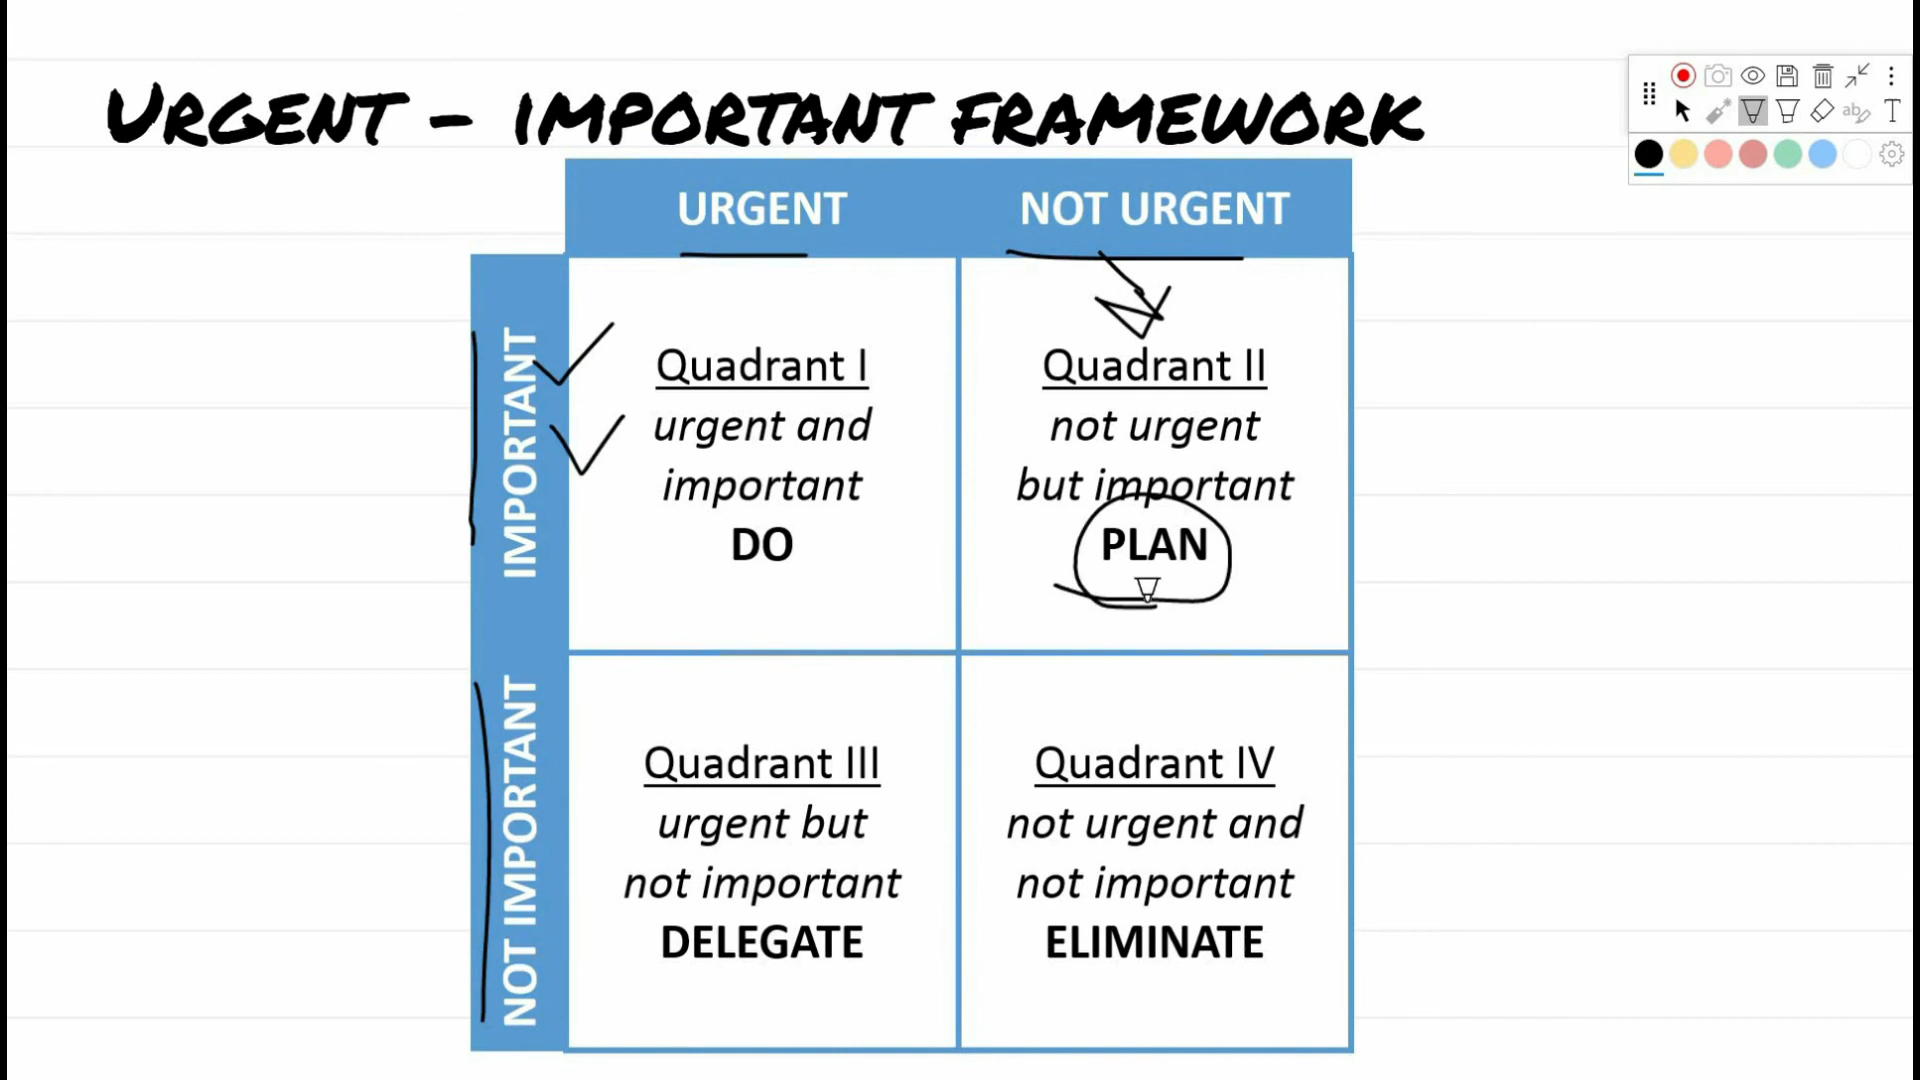 URGENT - IMPORTANT FRAMEWORK
URGENT
NOT URGENT
IMPORTANT
Quadrant I
urgent and
important
DO
Quadrant II
not urgent
but important
PLAN
NOT IMPORTANT
Quadrant III
urgent but
not important
DELEGATE
Quadrant IV
not urgent and
not important
ELIMINATE
ab
T